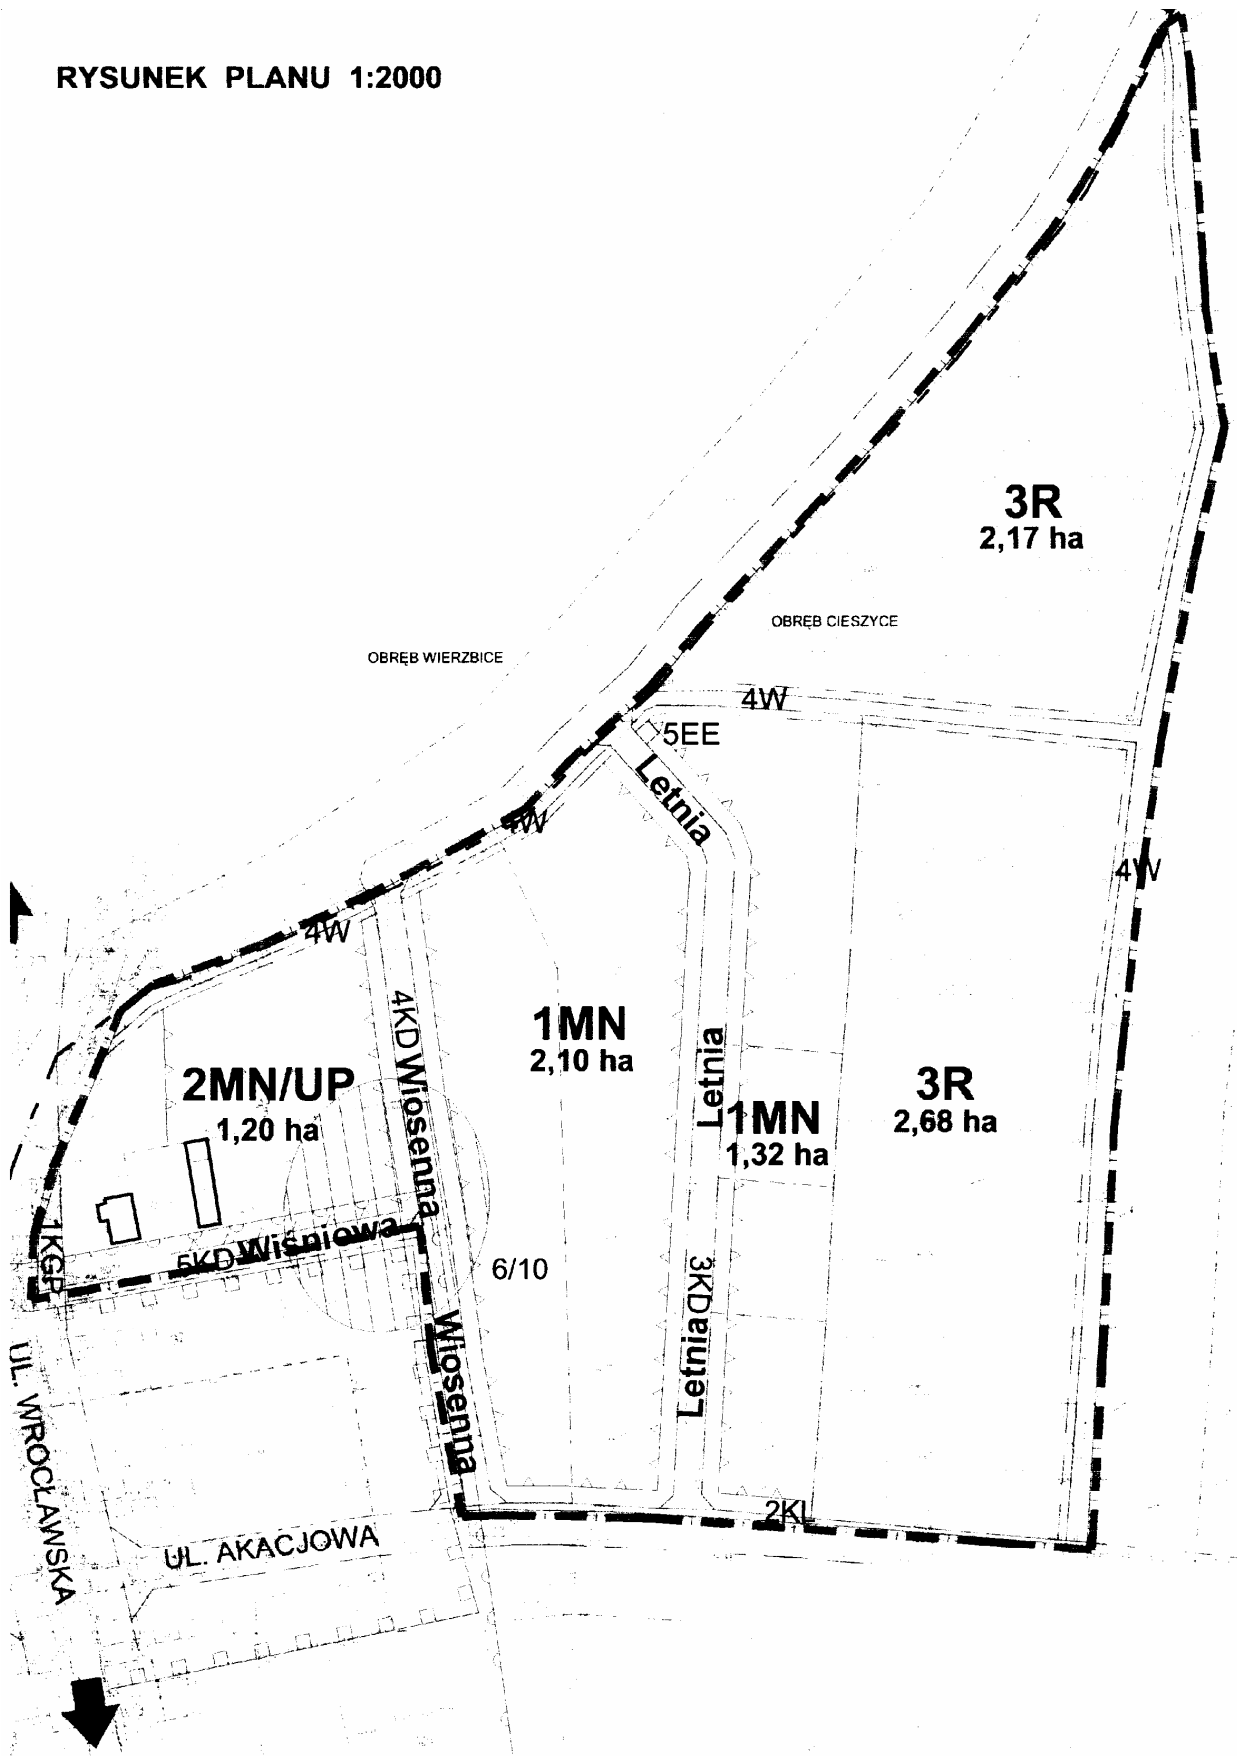 RYSUNEK PLANU 1:2000
3R
2,17 ha
OBRĘB CIESZYCE
OBRĘB WIERZBICE
4W
5EE
Letnia
4W
4W
4W
4KD Wiosenna
1MN
2,10 ha
Letnia
2MN/UP
1,20 ha
3R
2,68 ha
1MN
1,32 ha
1KGP
5KD Wiśniowa
6/10
3KD Letnia
Wiosenna
UL. WROCŁAWSKA
2KL
UL. AKACJOWA